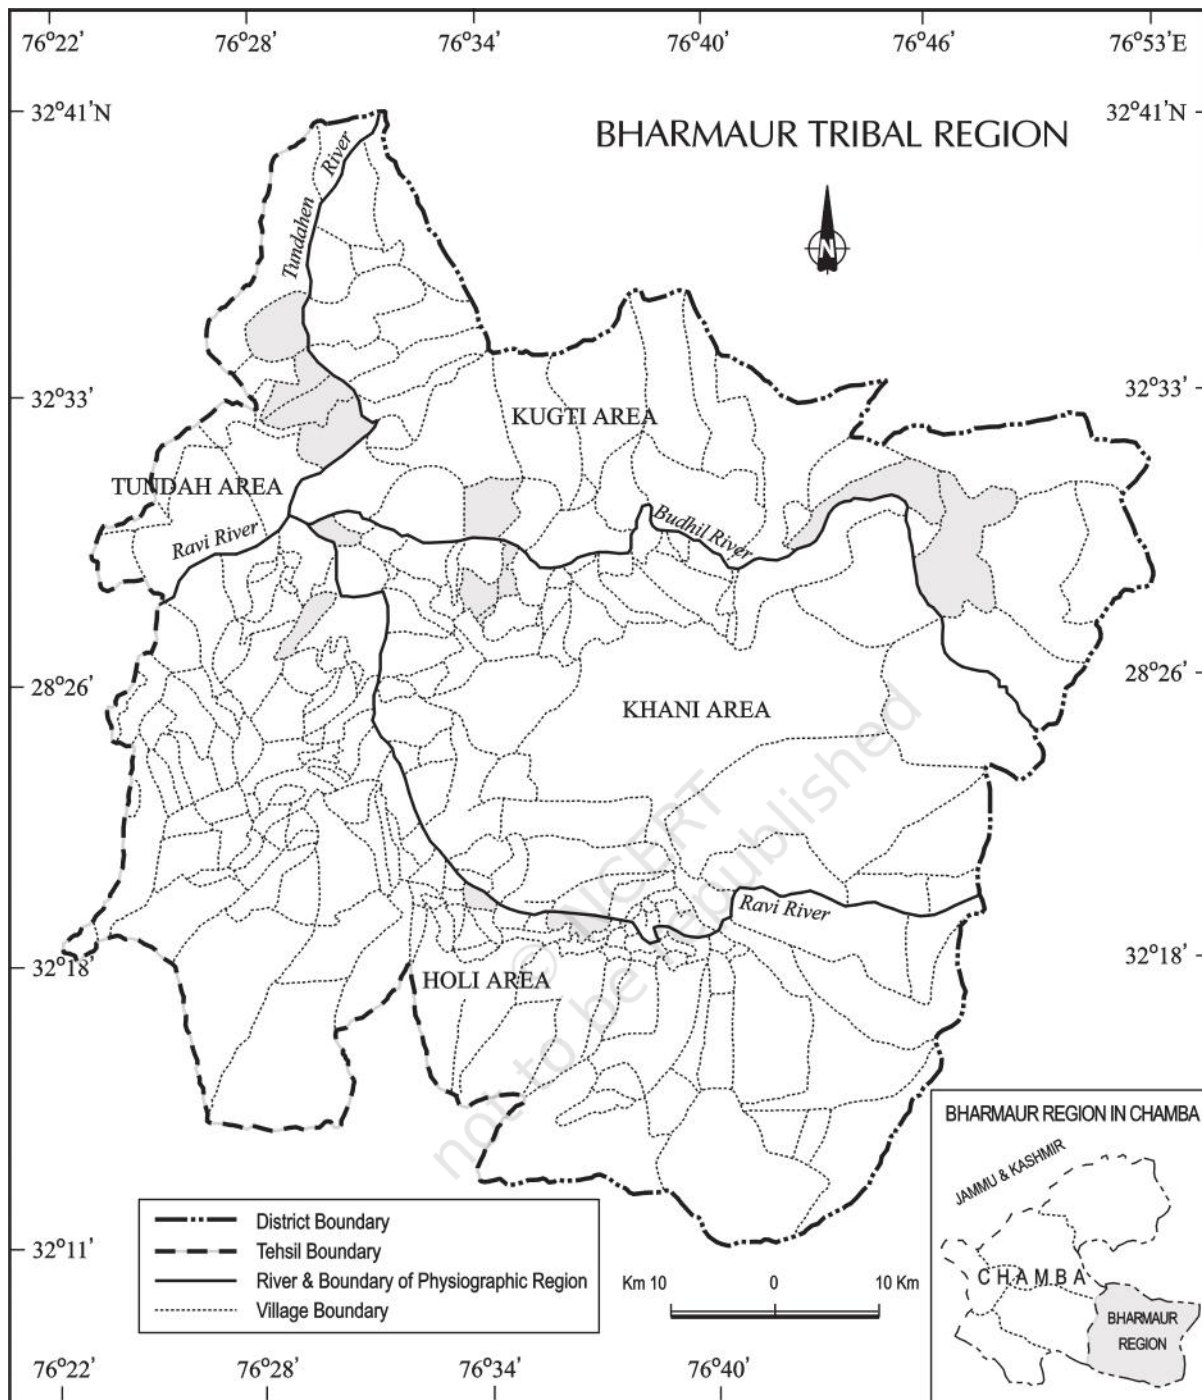 76°22’ 76°28’ 76°34’ 76°40’ 76°46’ 76°53’E
32°41’N 32°41’N
BHARMAUR TRIBAL REGION
River
Tundahen
N
32°33’ 32°33’
KUGTI AREA
TUNDAH AREA
Ravi River
Budhil River
28°26’ 28°26’
KHANI AREA
Ravi River
32°18’ 32°18’
HOLI AREA
© NCERT
not to be republished
BHARMAUR REGION IN CHAMBA
JAMMU & KASHMIR
CHAMBA
BHARMAUR
REGION
District Boundary
Tehsil Boundary
River & Boundary of Physiographic Region
Village Boundary
32°11’
Km 10 0 10 Km
76°22’ 76°28’ 76°34’ 76°40’